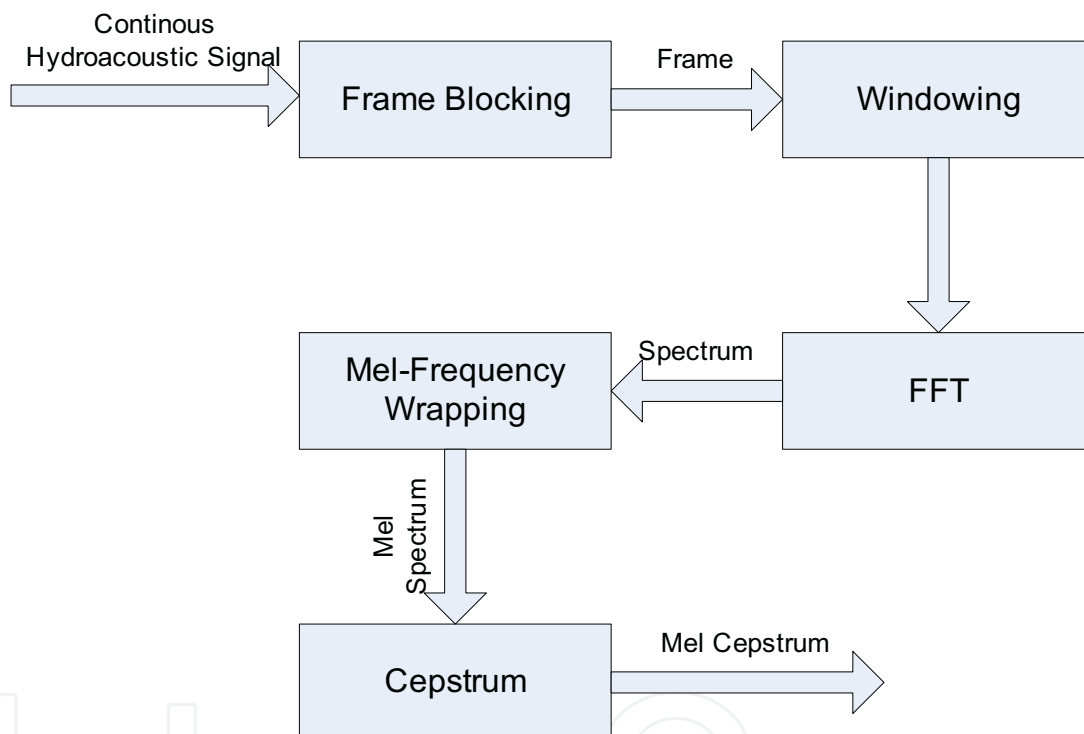 Continous
Hydroacoustic Signal
Frame Blocking
Frame
Windowing
FFT
Spectrum
Mel-Frequency
Wrapping
Mel
Spectrum
Cepstrum
Mel Cepstrum